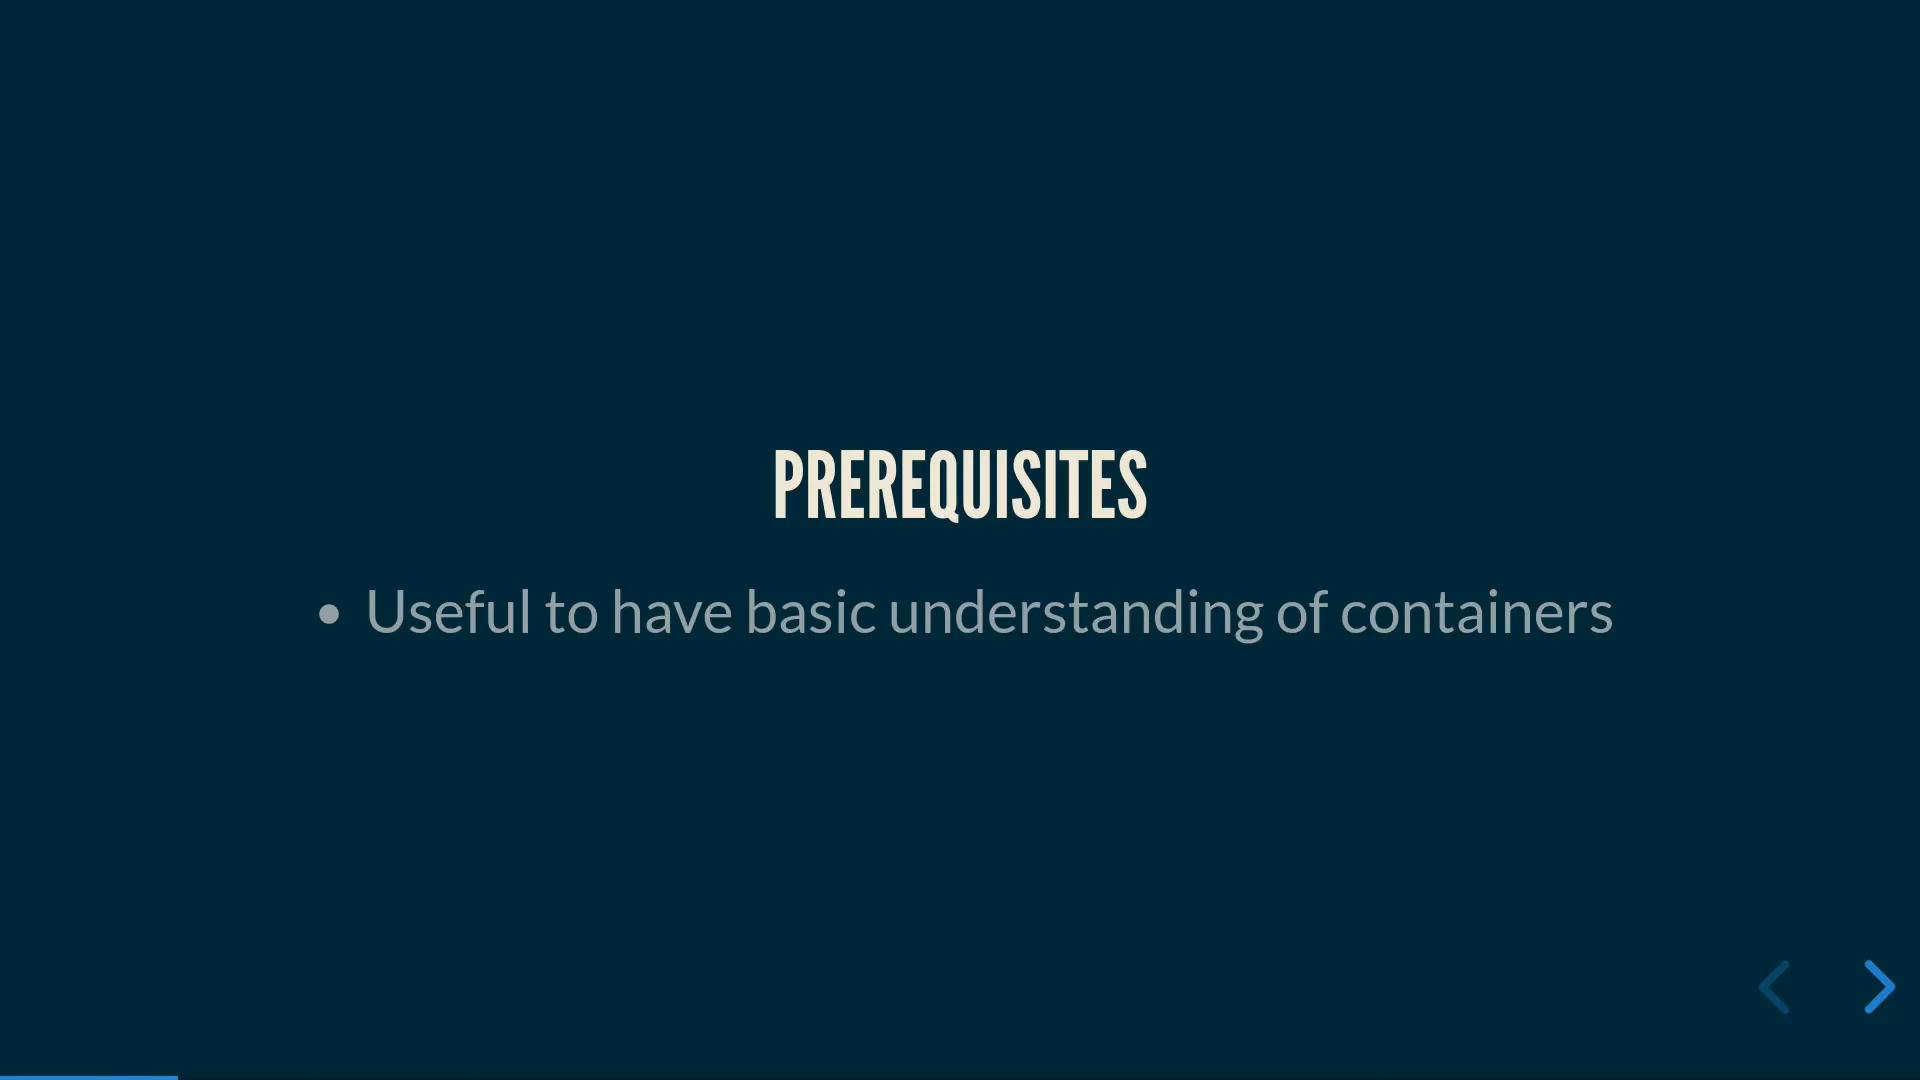 PREREQUISITES
• Useful to have basic understanding of containers